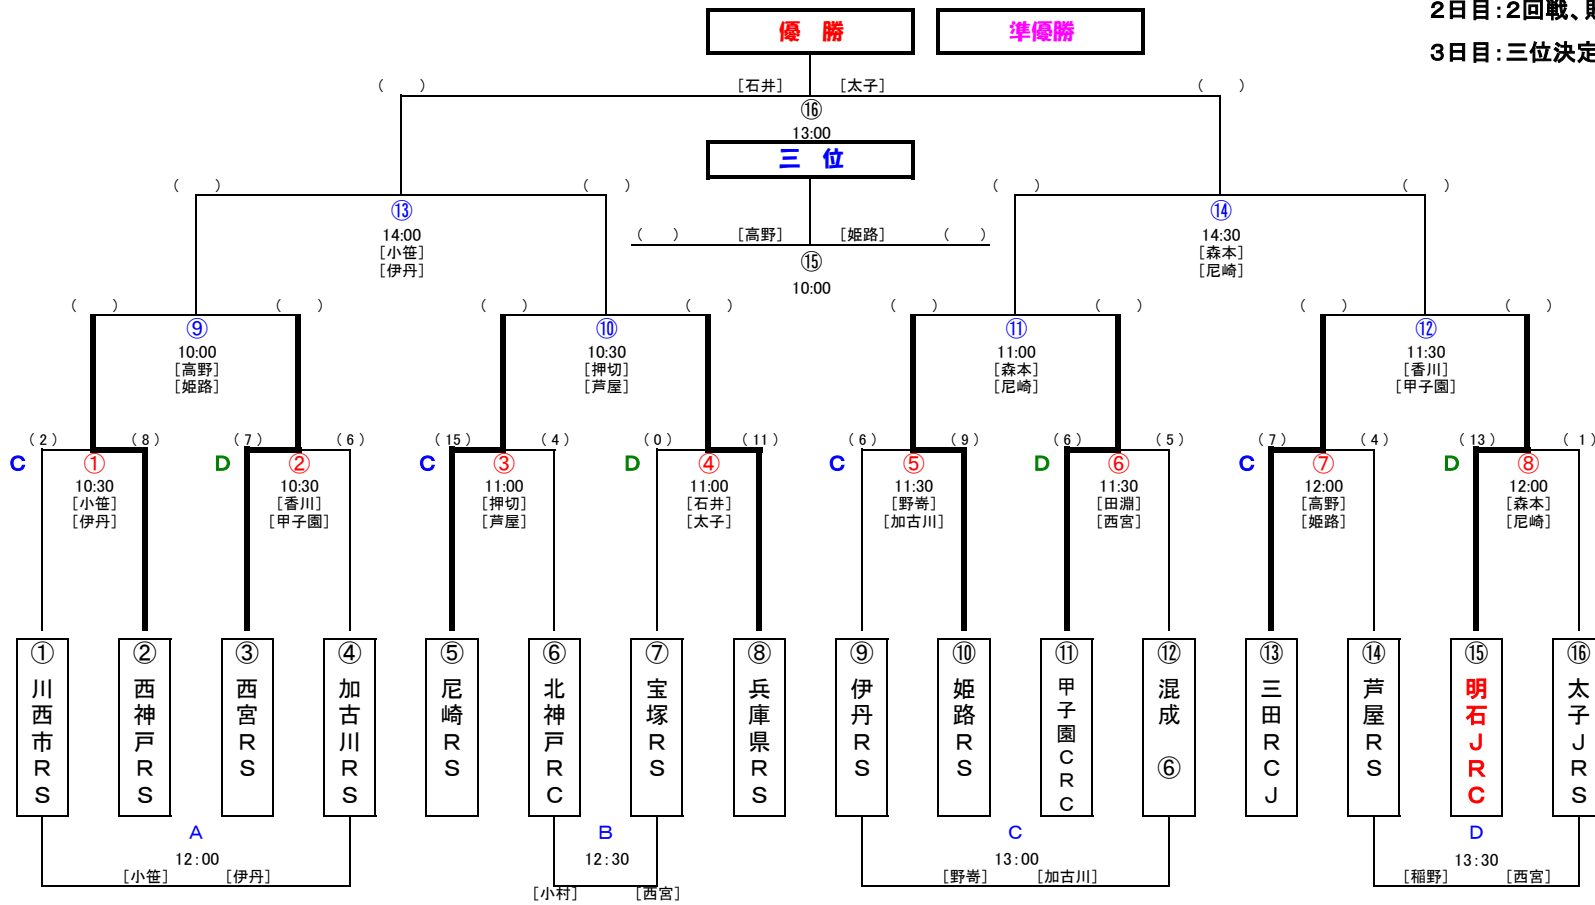 2日目：2回戦、
3日目：三位決定
優　勝
準優勝
(　　) [石井] [太子] (　　)
⑯
13:00
三　位
(　　) (　　) (　　) (　　)
⑬
14:00
[小笹]
[伊丹]
(　　) [高野] [姫路] (　　)
⑮
10:00
⑭
14:30
[森本]
[尼崎]
(　　) (　　) (　　) (　　) (　　) (　　) (　　) (　　)
⑨
10:00
[高野]
[姫路]
⑩
10:30
[押切]
[芦屋]
⑪
11:00
[森本]
[尼崎]
⑫
11:30
[香川]
[甲子園]
(2) (8) (7) (6) (15) (4) (0) (11) (6) (9) (6) (5) (7) (4) (13) (1)
C ①
10:30
[小笹]
[伊丹]
D ②
10:30
[香川]
[甲子園]
C ③
11:00
[押切]
[芦屋]
D ④
11:00
[石井]
[太子]
C ⑤
11:30
[野嵜]
[加古川]
D ⑥
11:30
[田淵]
[西宮]
C ⑦
12:00
[高野]
[姫路]
D ⑧
12:00
[森本]
[尼崎]
① 川西市ＲＳ
② 西神戸ＲＳ
③ 西宮ＲＳ
④ 加古川ＲＳ
⑤ 尼崎ＲＳ
⑥ 北神戸ＲＣ
⑦ 宝塚ＲＳ
⑧ 兵庫県ＲＳ
⑨ 伊丹ＲＳ
⑩ 姫路ＲＳ
⑪ 甲子園ＣＲＣ
⑫ 混成　⑥
⑬ 三田ＲＣＪ
⑭ 芦屋ＲＳ
⑮ 明石ＪＲＣ
⑯ 太子ＪＲＳ
A
12:00
[小笹] [伊丹]
B
12:30
[小村] [西宮]
C
13:00
[野嵜] [加古川]
D
13:30
[稲野] [西宮]